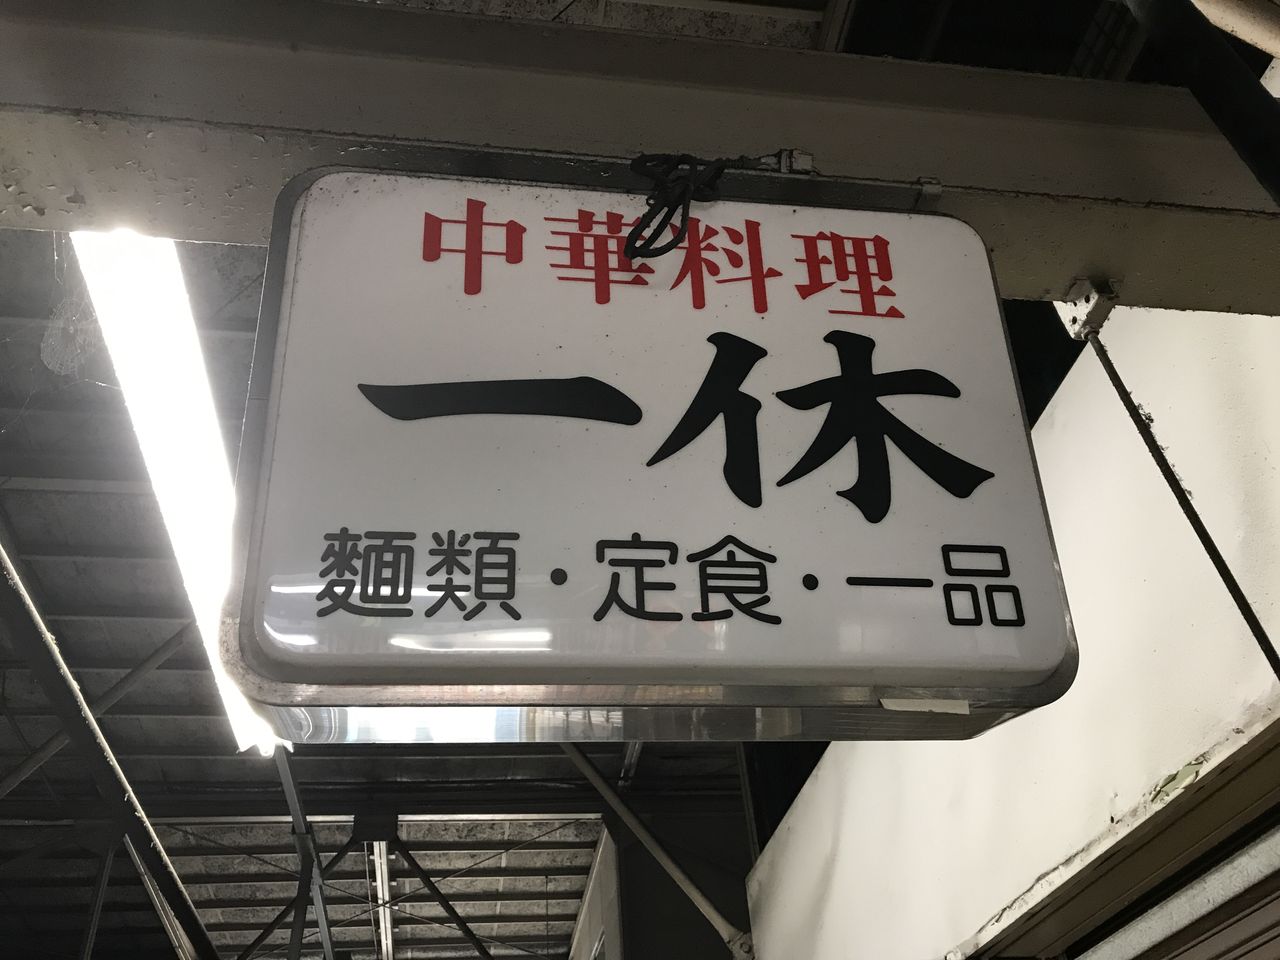 中華料理
一休
麺類・定食・一品